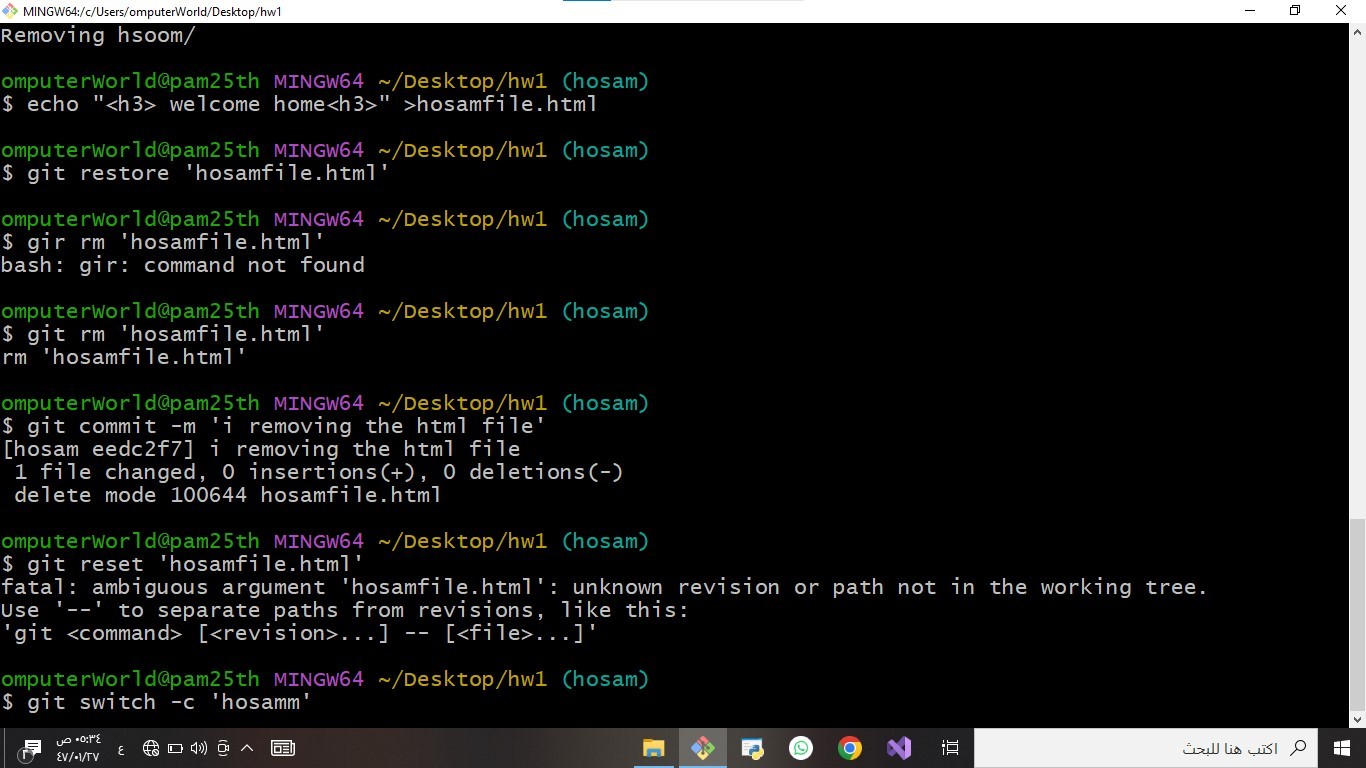 MINGW64:/c/Users/omputerWorld/Desktop/hw1
Removing hsoom/
omputerWorld@pam25th MINGW64 ~/Desktop/hw1 (hosam)
$ echo "<h3> welcome home<h3>" >hosamfile.html
omputerWorld@pam25th MINGW64 ~/Desktop/hw1 (hosam)
$ git restore 'hosamfile.html'
omputerWorld@pam25th MINGW64 ~/Desktop/hw1 (hosam)
$ gir rm 'hosamfile.html'
bash: gir: command not found
omputerWorld@pam25th MINGW64 ~/Desktop/hw1 (hosam)
$ git rm 'hosamfile.html'
rm 'hosamfile.html'
omputerWorld@pam25th MINGW64 ~/Desktop/hw1 (hosam)
$ git commit -m 'i removing the html file'
[hosam eedc2f7] i removing the html file
 1 file changed, 0 insertions(+), 0 deletions(-)
 delete mode 100644 hosamfile.html
omputerWorld@pam25th MINGW64 ~/Desktop/hw1 (hosam)
$ git reset 'hosamfile.html'
fatal: ambiguous argument 'hosamfile.html': unknown revision or path not in the working tree.
Use '--' to separate paths from revisions, like this:
'git <command> [<revision>...] -- [<file>...]'
omputerWorld@pam25th MINGW64 ~/Desktop/hw1 (hosam)
$ git switch -c 'hosamm'
اكتب هنا للبحث
ع
٠٥:٣٤ ص
٤٧/٠١/٢٧